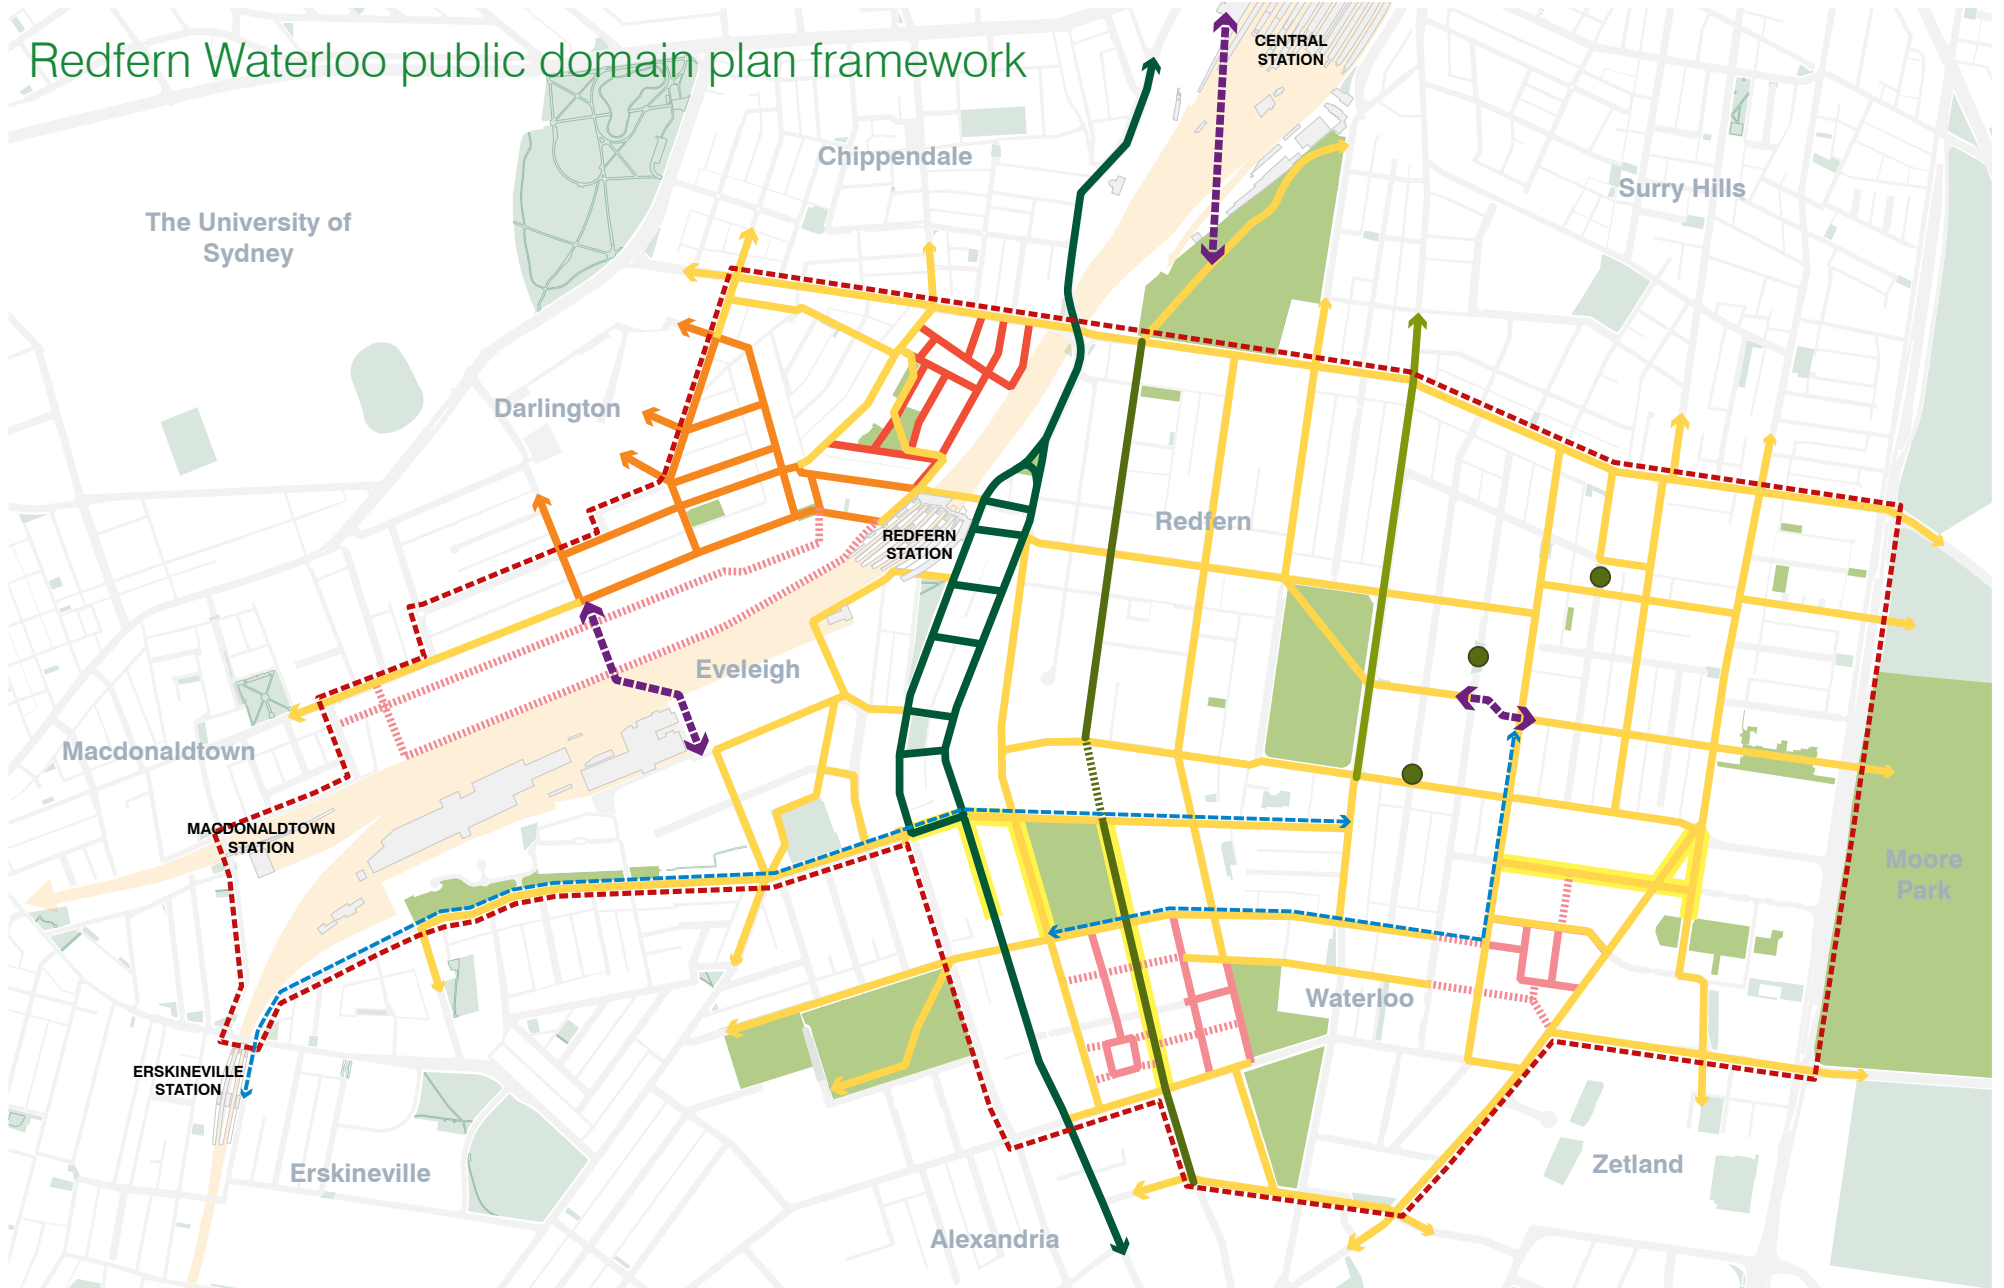 Redfern Waterloo public domain plan framework
CENTRAL
STATION
Chippendale
Surry Hills
The University of
Sydney
Darlington
Redfern
REDFERN
STATION
Eveleigh
Macdonaldtown
MACDONALDTOWN
STATION
Moore
Park
Waterloo
ERSKINEVILLE
STATION
Erskineville
Zetland
Alexandria